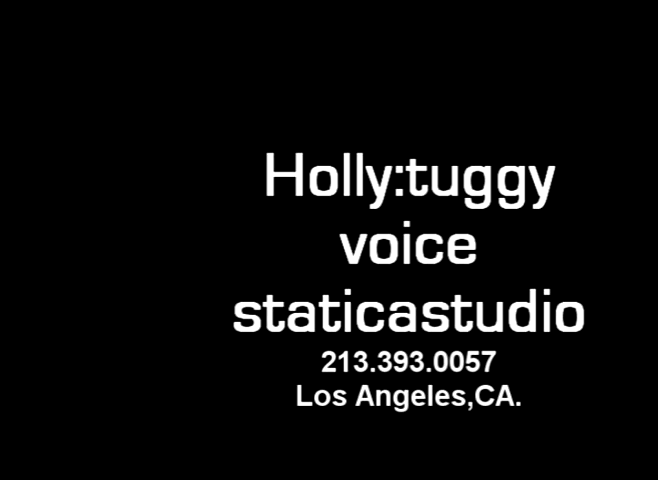 Holly:tuggy
voice
staticastudio
213.393.0057
Los Angeles,CA.